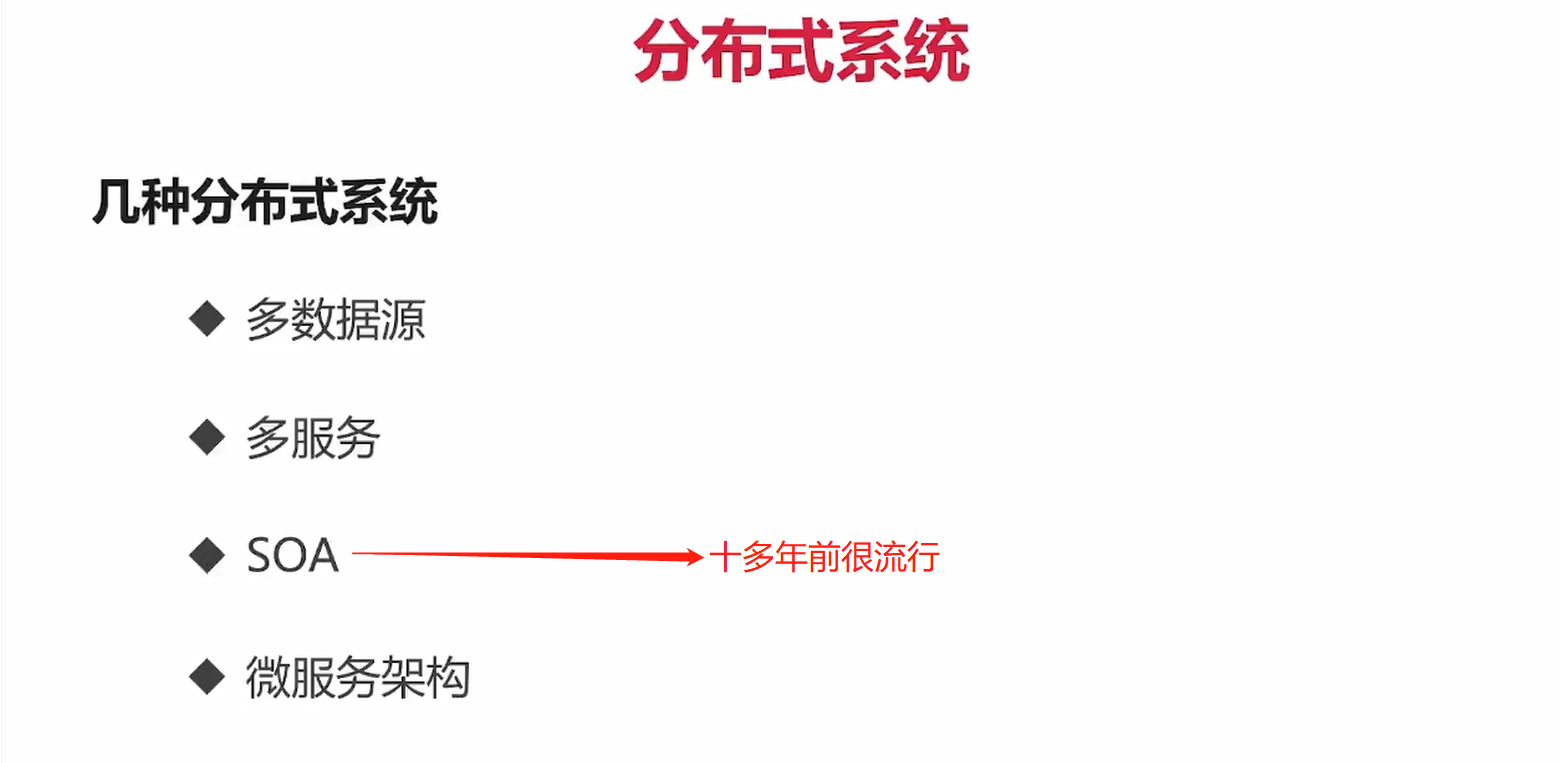 分布式系统
几种分布式系统
◆ 多数据源
◆ 多服务
◆ SOA 十多年前很流行
◆ 微服务架构